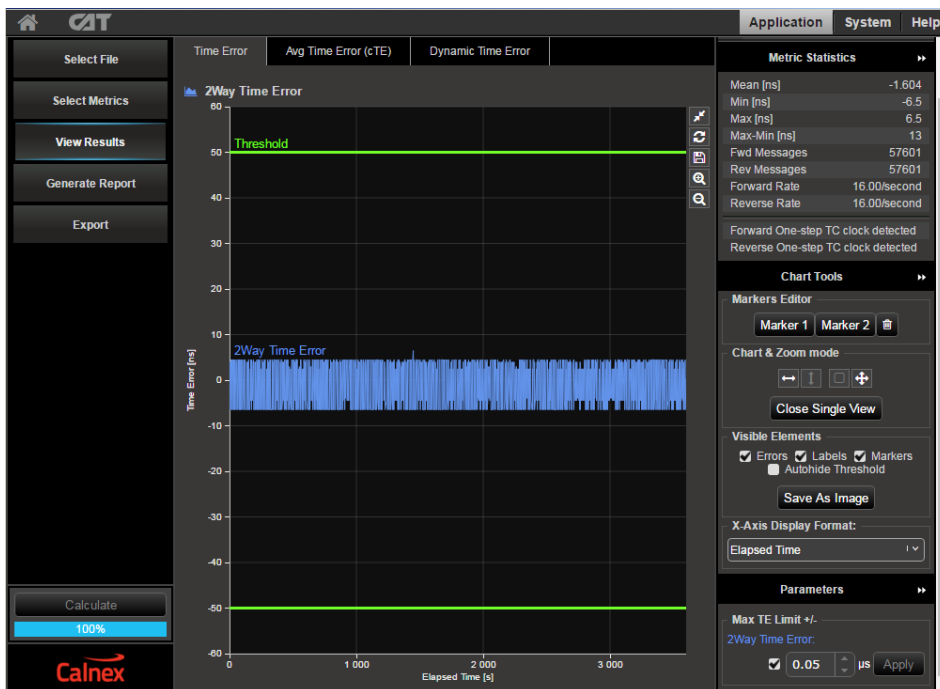 CAT
Application System Help
Select File
Select Metrics
View Results
Generate Report
Export
Calculate
100%
Calnex
Time Error Avg Time Error (cTE) Dynamic Time Error
2Way Time Error
60
50
40
30
20
10
0
-10
-20
-30
-40
-50
-60
Time Error [ns]
Threshold
2Way Time Error
0 1 000 2 000 3 000
Elapsed Time [s]
Metric Statistics
Mean [ns] -1.604
Min [ns] -6.5
Max [ns] 6.5
Max-Min [ns] 13
Fwd Messages 57601
Rev Messages 57601
Forward Rate 16.00/second
Reverse Rate 16.00/second
Forward One-step TC clock detected
Reverse One-step TC clock detected
Chart Tools
Markers Editor
Marker 1 Marker 2
Chart & Zoom mode
Close Single View
Visible Elements
Errors Labels Markers
Autohide Threshold
Save As Image
X-Axis Display Format:
Elapsed Time
Parameters
Max TE Limit +/-
2Way Time Error:
0.05 µs Apply